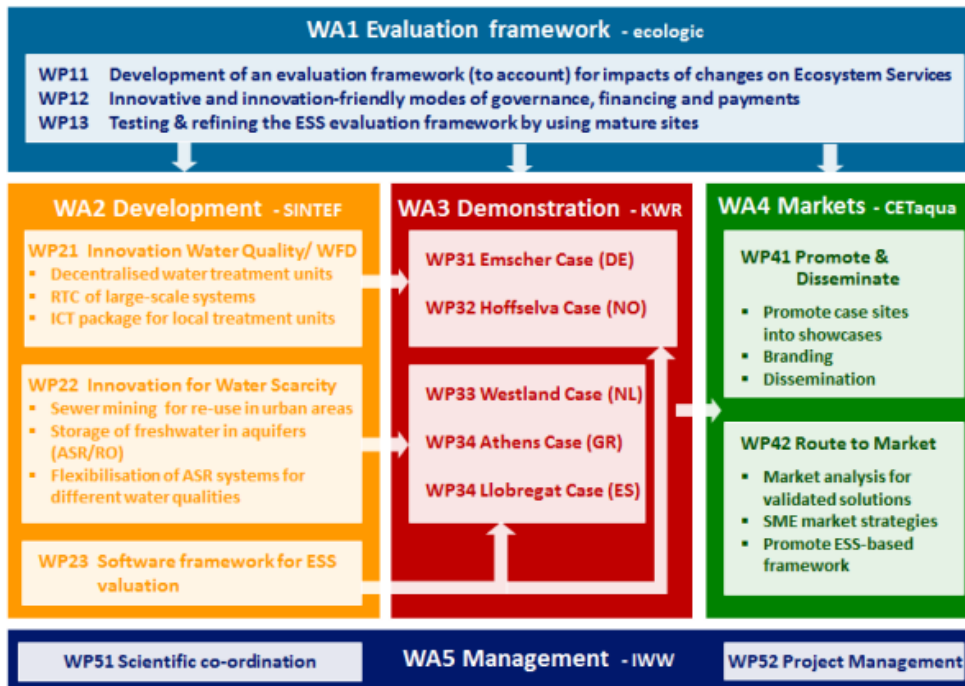 WA1 Evaluation framework - ecologic
WP11 Development of an evaluation framework (to account) for impacts of changes on Ecosystem Services
WP12 Innovative and innovation-friendly modes of governance, financing and payments
WP13 Testing & refining the ESS evaluation framework by using mature sites
WA2 Development - SINTEF
WP21 Innovation Water Quality/ WFD
▪ Decentralised water treatment units
▪ RTC of large-scale systems
▪ ICT package for local treatment units
WP22 Innovation for Water Scarcity
▪ Sewer mining for re-use in urban areas
▪ Storage of freshwater in aquifers
(ASR/RO)
▪ Flexibilisation of ASR systems for
different water qualities
WP23 Software framework for ESS
valuation
WA3 Demonstration - KWR
WP31 Emscher Case (DE)
WP32 Hoffselva Case (NO)
WP33 Westland Case (NL)
WP34 Athens Case (GR)
WP34 Llobregat Case (ES)
WA4 Markets - CETaqua
WP41 Promote &
Disseminate
▪ Promote case sites
into showcases
▪ Branding
▪ Dissemination
WP42 Route to Market
▪ Market analysis for
validated solutions
▪ SME market strategies
▪ Promote ESS-based
framework
WP51 Scientific co-ordination
WA5 Management - IWW
WP52 Project Management